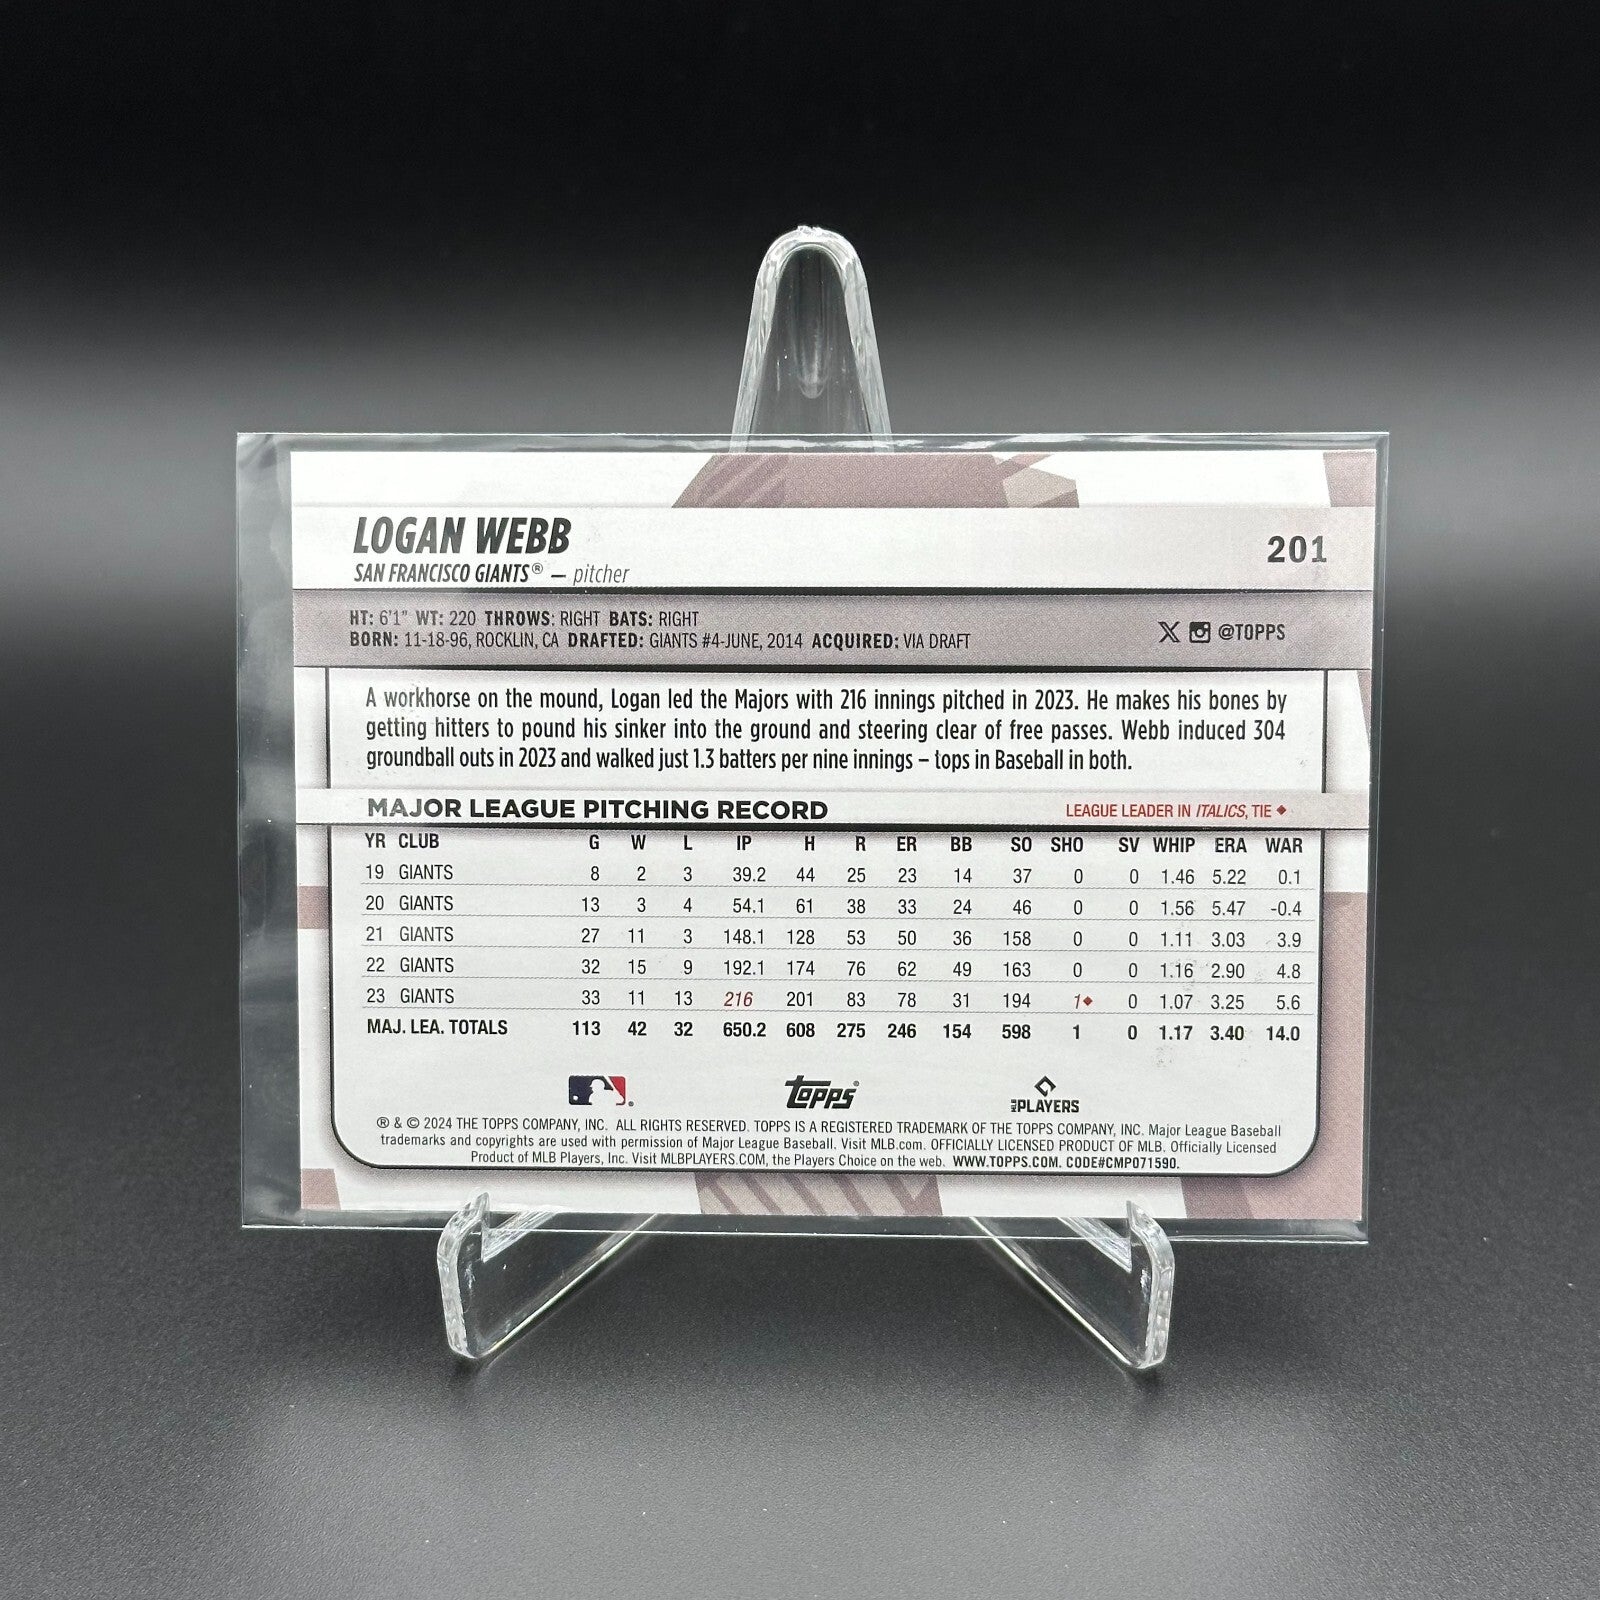 LOGAN WEBB
201
SAN FRANCISCO GIANTS® — pitcher
HT: 6'1" WT: 220 THROWS: RIGHT BATS: RIGHT
BORN: 11-18-96, ROCKLIN, CA DRAFTED: GIANTS #4-JUNE, 2014 ACQUIRED: VIA DRAFT
@TOPPS
A workhorse on the mound, Logan led the Majors with 216 innings pitched in 2023. He makes his bones by
getting hitters to pound his sinker into the ground and steering clear of free passes. Webb induced 304
groundball outs in 2023 and walked just 1.3 batters per nine innings – tops in Baseball in both.
MAJOR LEAGUE PITCHING RECORD
LEAGUE LEADER IN ITALICS, TIE ◆
YR CLUB G W L IP H R ER BB SO SHO SV WHIP ERA WAR
19 GIANTS 8 2 3 39.2 44 25 23 14 37 0 0 1.46 5.22 0.1
20 GIANTS 13 3 4 54.1 61 38 33 24 46 0 0 1.56 5.47 -0.4
21 GIANTS 27 11 3 148.1 128 53 50 36 158 0 0 1.11 3.03 3.9
22 GIANTS 32 15 9 192.1 174 76 62 49 163 0 0 1.16 2.90 4.8
23 GIANTS 33 11 13 216 201 83 78 31 194 1◆ 0 1.07 3.25 5.6
MAJ. LEA. TOTALS 113 42 32 650.2 608 275 246 154 598 1 0 1.17 3.40 14.0
topps®
MLB PLAYERS
® & © 2024 THE TOPPS COMPANY, INC. ALL RIGHTS RESERVED. TOPPS IS A REGISTERED TRADEMARK OF THE TOPPS COMPANY, INC. Major League Baseball
trademarks and copyrights are used with permission of Major League Baseball. Visit MLB.com. OFFICIALLY LICENSED PRODUCT OF MLB. Officially Licensed
Product of MLB Players, Inc. Visit MLBPLAYERS.COM, the Players Choice on the web. WWW.TOPPS.COM. CODE#CMP071590.